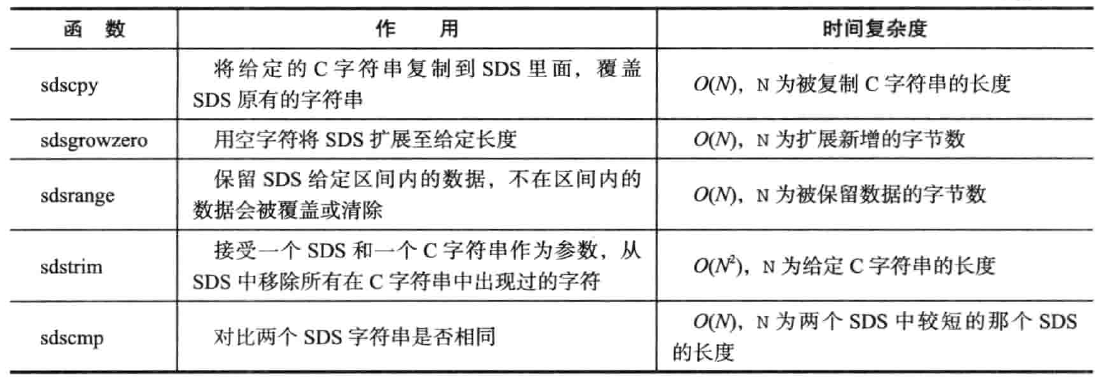 函 数 作 用 时间复杂度
将给定的 C 字符串复制到 SDS 里面，覆盖
sdscpy O(N)，N 为被复制 C 字符串的长度
SDS 原有的字符串
sdsgrowzero 用空字符将 SDS 扩展至给定长度 O(N)，N 为扩展新增的字节数
保留 SDS 给定区间内的数据，不在区间内的
sdsrange O(N)，N 为被保留数据的字节数
数据会被覆盖或清除
接受一个 SDS 和一个 C 字符串作为参数，从
sdstrim O(N²)，N 为给定 C 字符串的长度
SDS 中移除所有在 C 字符串中出现过的字符
O(N)，N 为两个 SDS 中较短的那个 SDS
sdscmp 对比两个 SDS 字符串是否相同
的长度